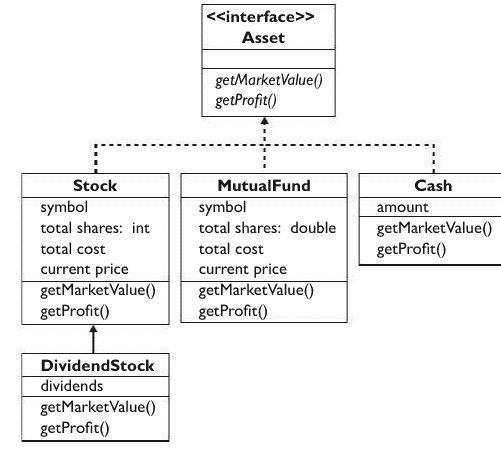 <<interface>>
Asset
getMarketValue()
getProfit()
Stock
symbol
total shares: int
total cost
current price
getMarketValue()
getProfit()
MutualFund
symbol
total shares: double
total cost
current price
getMarketValue()
getProfit()
Cash
amount
getMarketValue()
getProfit()
DividendStock
dividends
getMarketValue()
getProfit()